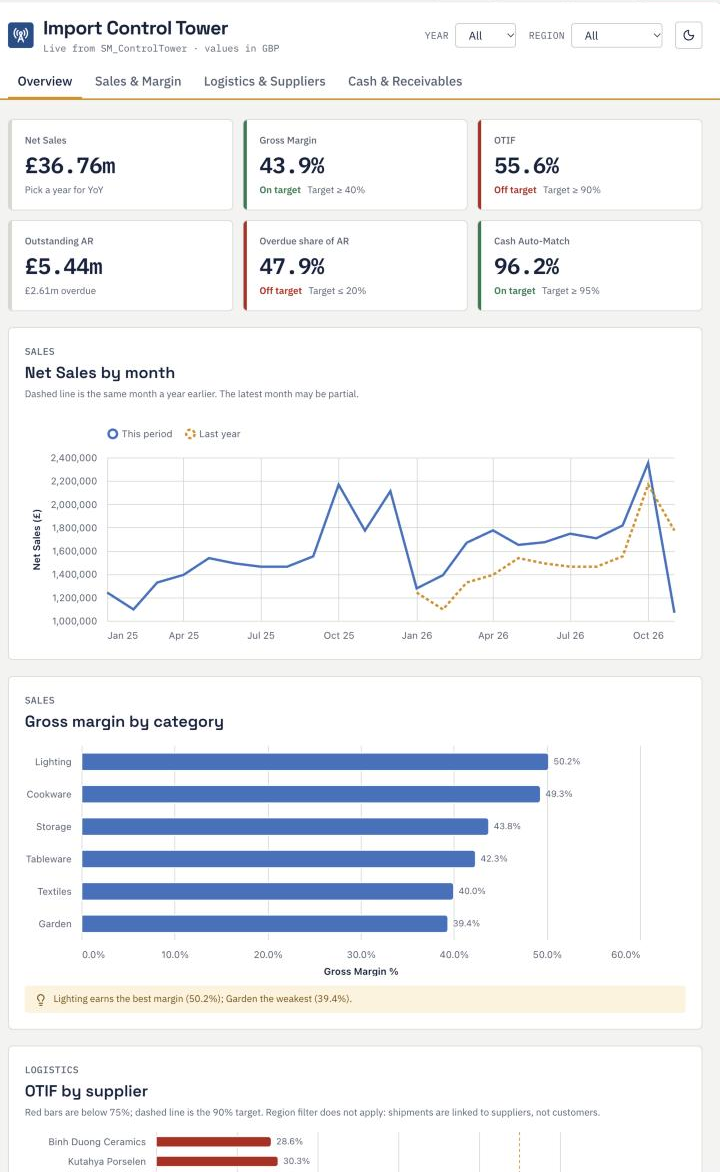 Import Control Tower
Live from SM_ControlTower · values in GBP
YEAR All REGION All
Overview Sales & Margin Logistics & Suppliers Cash & Receivables
Net Sales
£36.76m
Pick a year for YoY
Gross Margin
43.9%
On target Target ≥ 40%
OTIF
55.6%
Off target Target ≥ 90%
Outstanding AR
£5.44m
£2.61m overdue
Overdue share of AR
47.9%
Off target Target ≤ 20%
Cash Auto-Match
96.2%
On target Target ≥ 95%
SALES
Net Sales by month
Dashed line is the same month a year earlier. The latest month may be partial.
This period Last year
Net Sales (£)
2,400,000
2,200,000
2,000,000
1,800,000
1,600,000
1,400,000
1,200,000
1,000,000
Jan 25 Apr 25 Jul 25 Oct 25 Jan 26 Apr 26 Jul 26 Oct 26
SALES
Gross margin by category
Lighting 50.2%
Cookware 49.3%
Storage 43.8%
Tableware 42.3%
Textiles 40.0%
Garden 39.4%
0.0% 10.0% 20.0% 30.0% 40.0% 50.0% 60.0%
Gross Margin %
Lighting earns the best margin (50.2%); Garden the weakest (39.4%).
LOGISTICS
OTIF by supplier
Red bars are below 75%; dashed line is the 90% target. Region filter does not apply: shipments are linked to suppliers, not customers.
Binh Duong Ceramics 28.6%
Kutahya Porselen 30.3%